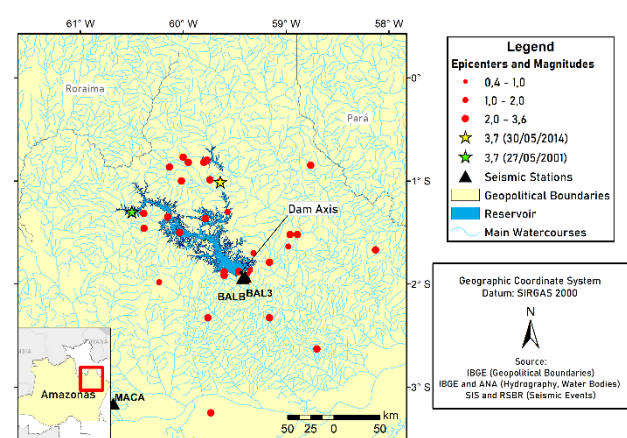 61° W 60° W 59° W 58° W
Roraima
Pará
0°
1° S
2° S
3° S
Dam Axis
BALB BAL3
MACA
Amazonas
km
50 25 0 50
Legend
Epicenters and Magnitudes
0,4 - 1,0
1,0 - 2,0
2,0 - 3,6
3,7 (30/05/2014)
3,7 (27/05/2001)
Seismic Stations
Geopolitical Boundaries
Reservoir
Main Watercourses
Geographic Coordinate System
Datum: SIRGAS 2000
N
Source:
IBGE (Geopolitical Boundaries)
IBGE and ANA (Hydrography, Water Bodies)
SIS and RSBR (Seismic Events)